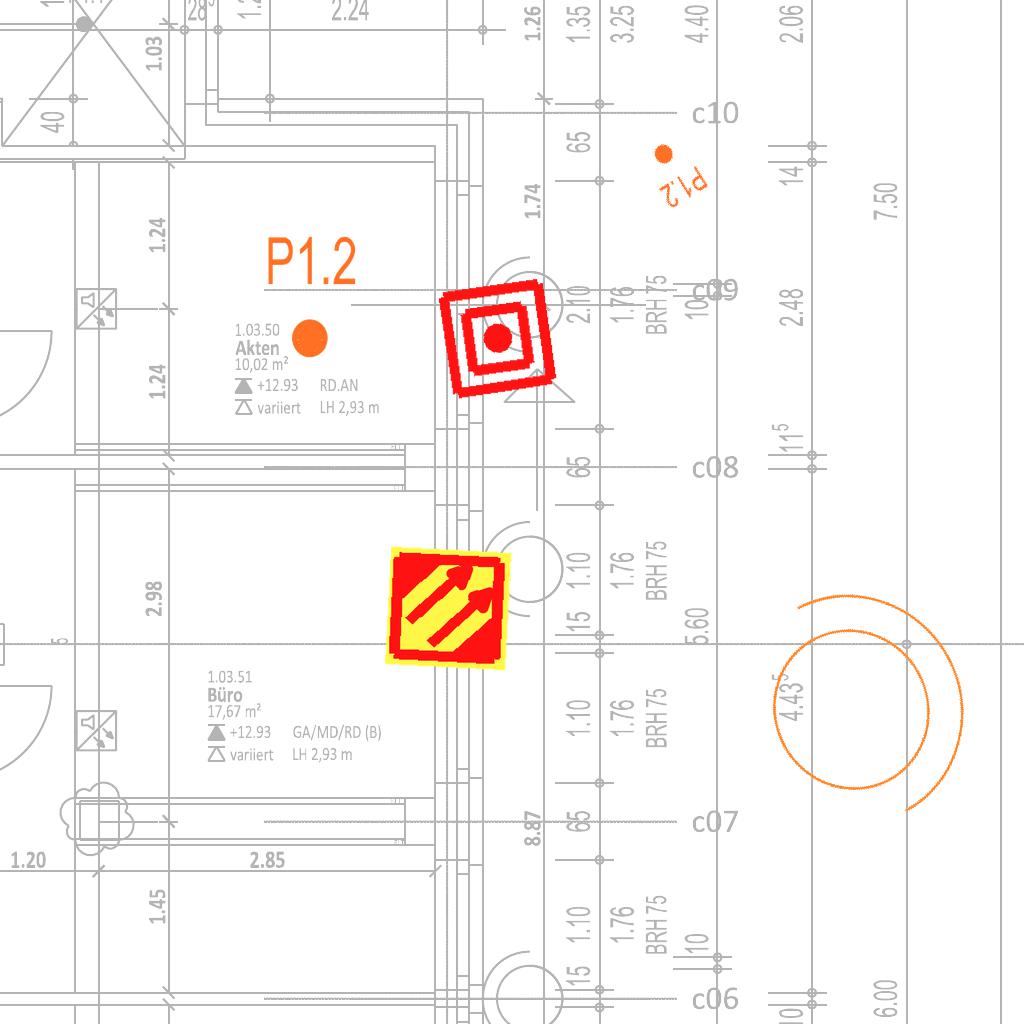 28⁵
2.24
1.26
1.35
3.25
4.40
2.06
1.03
40
c10
65
14
P1.2
1.74
7.50
1.24
P1.2
c09
2.10
1.76
BRH 75
2.48
1.03.50
Akten
10,02 m²
+12.93 RD.AN
variiert LH 2,93 m
1.24
11⁵
65
c08
2.98
1.10
1.76
BRH 75
15
5.60
5
1.03.51
Büro
17,67 m²
+12.93 GA/MD/RD (B)
variiert LH 2,93 m
4.43⁵
1.10
1.76
BRH 75
8.87
65
c07
1.20
2.85
1.45
1.10
1.76
BRH 75
10
15
c06
6.00